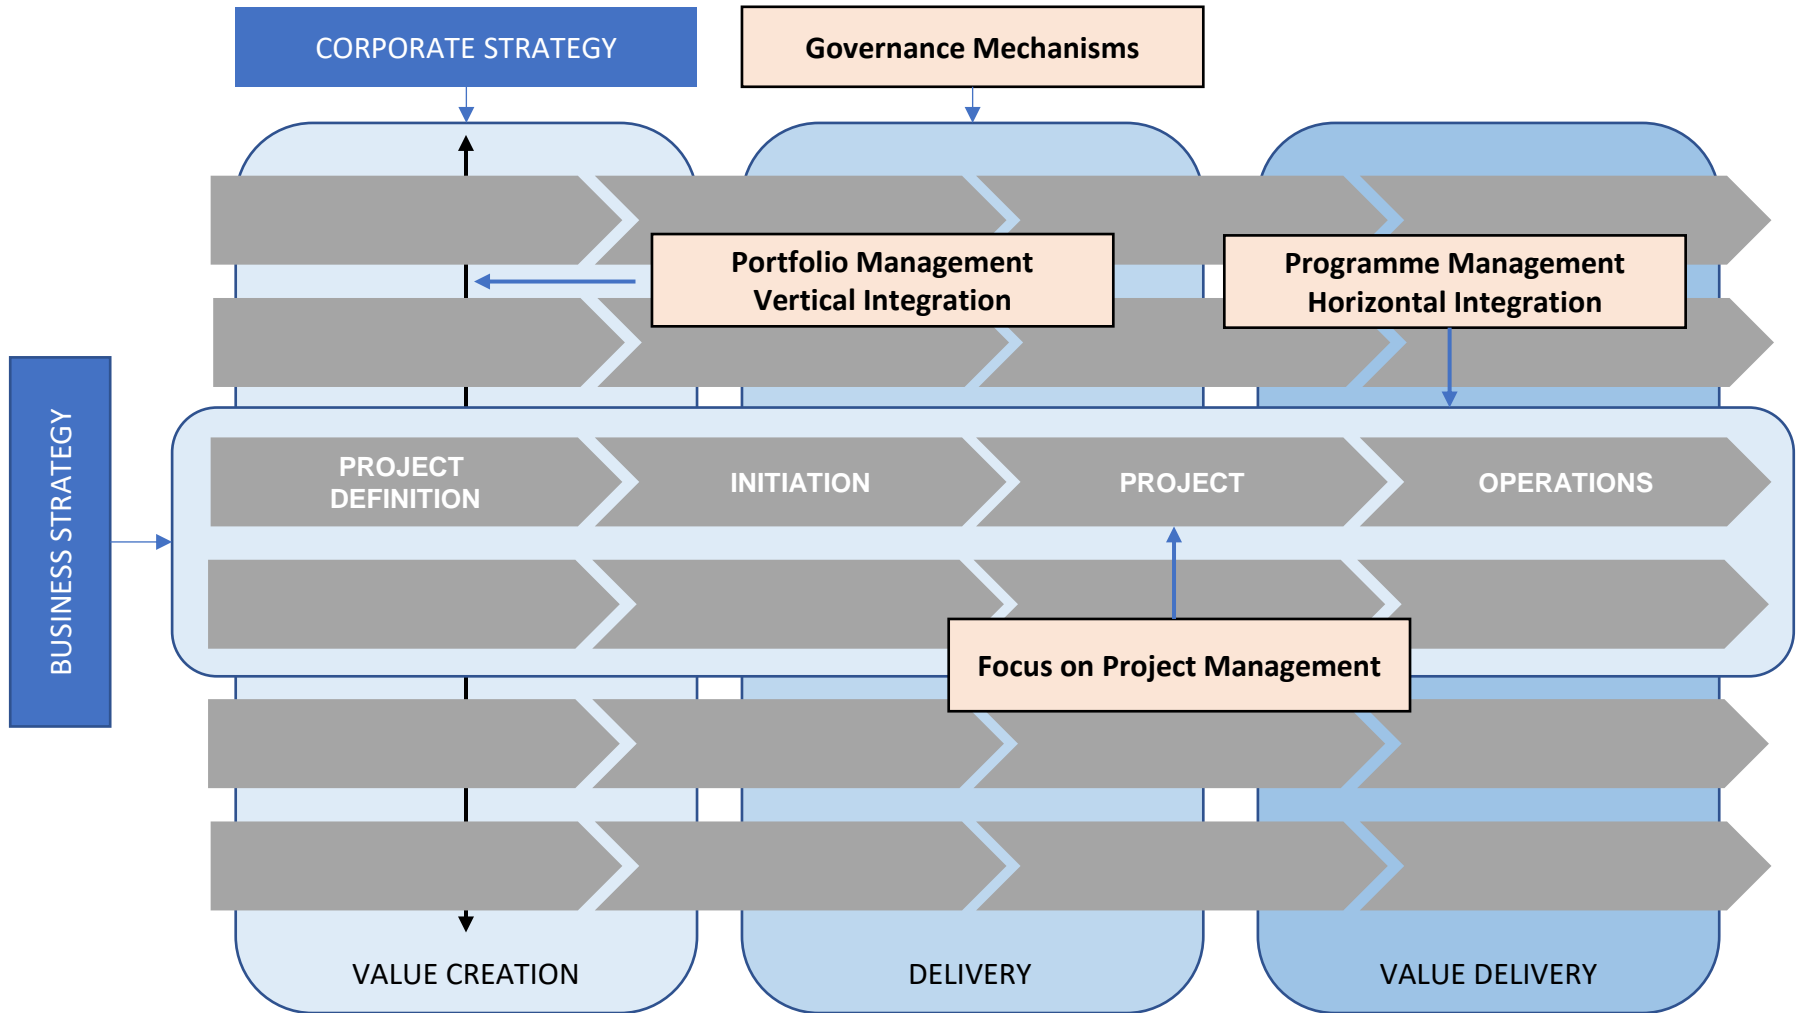 CORPORATE STRATEGY
Governance Mechanisms
Portfolio Management
Vertical Integration
Programme Management
Horizontal Integration
BUSINESS STRATEGY
PROJECT
DEFINITION
INITIATION
PROJECT
OPERATIONS
Focus on Project Management
VALUE CREATION
DELIVERY
VALUE DELIVERY